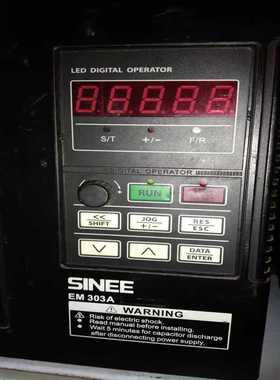 LED DIGITAL OPERATOR
S/T +/- F/R
DIGITAL OPERATOR
RUN
<< SHIFT
JOG +/-
RES ESC
DATA ENTER
SINEE
EM 303A
WARNING
Risk of electric shock.
Read manual before installing.
Wait 5 minutes for capacitor discharge
after disconnecting power supply.